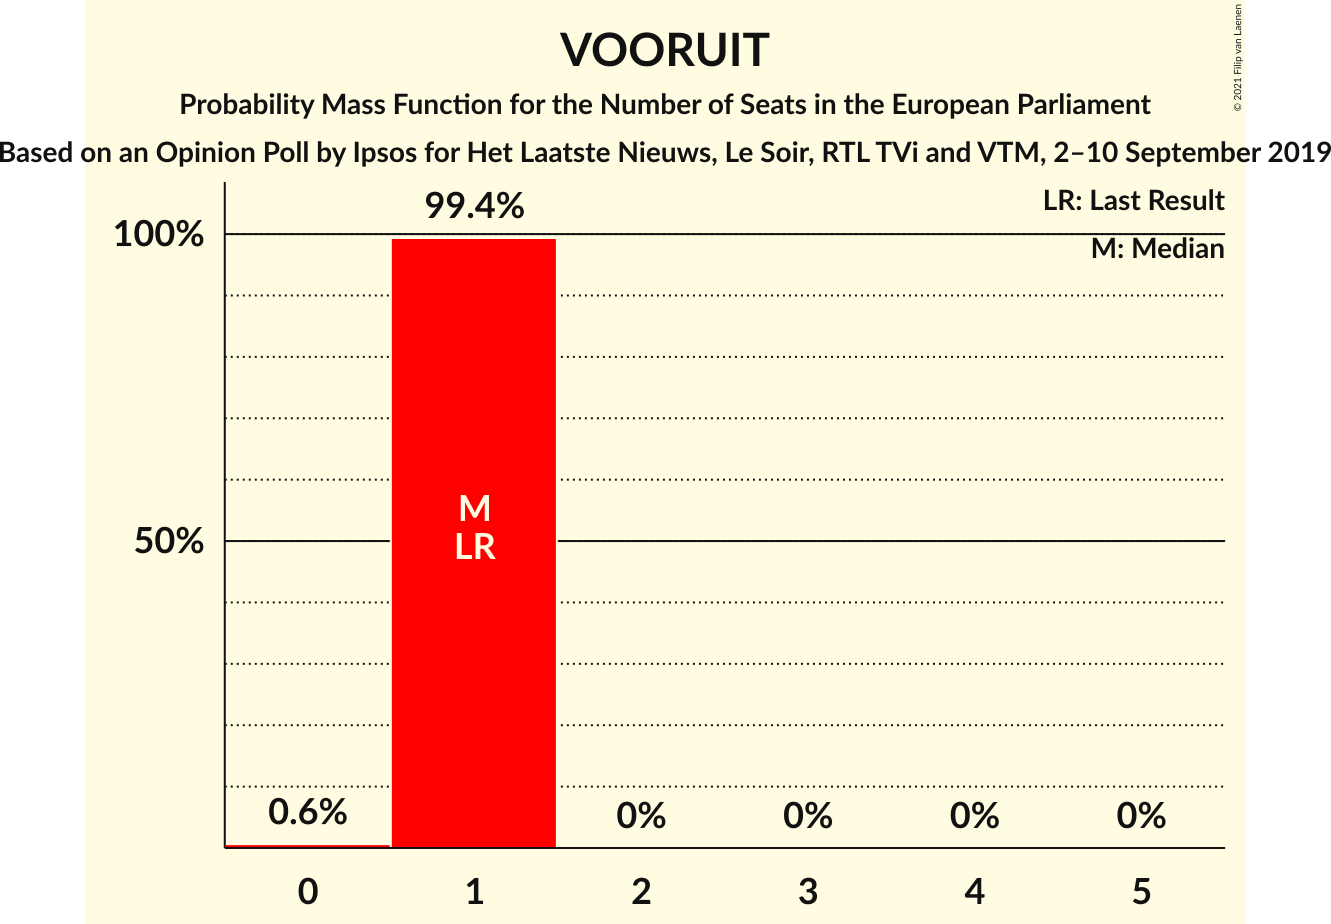 VOORUIT
Probability Mass Function for the Number of Seats in the European Parliament
Based on an Opinion Poll by Ipsos for Het Laatste Nieuws, Le Soir, RTL TVi and VTM, 2–10 September 2019
© 2021 Filip van Laenen
LR: Last Result
M: Median
99.4%
100%
M
LR
50%
0.6%
0%
0%
0%
0%
0
1
2
3
4
5